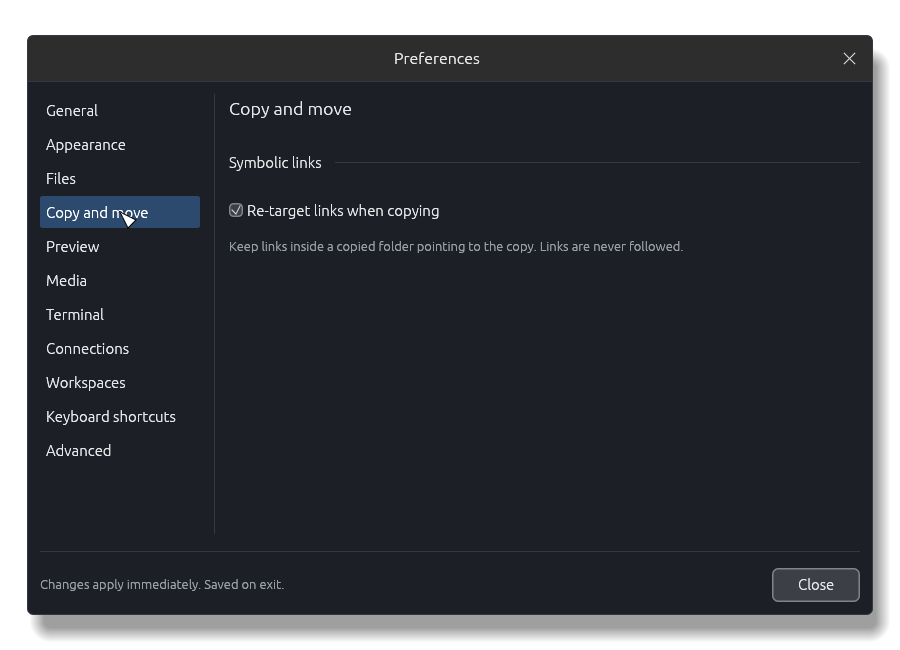 Preferences
General
Appearance
Files
Copy and move
Preview
Media
Terminal
Connections
Workspaces
Keyboard shortcuts
Advanced
Copy and move
Symbolic links
Re-target links when copying
Keep links inside a copied folder pointing to the copy. Links are never followed.
Changes apply immediately. Saved on exit.
Close